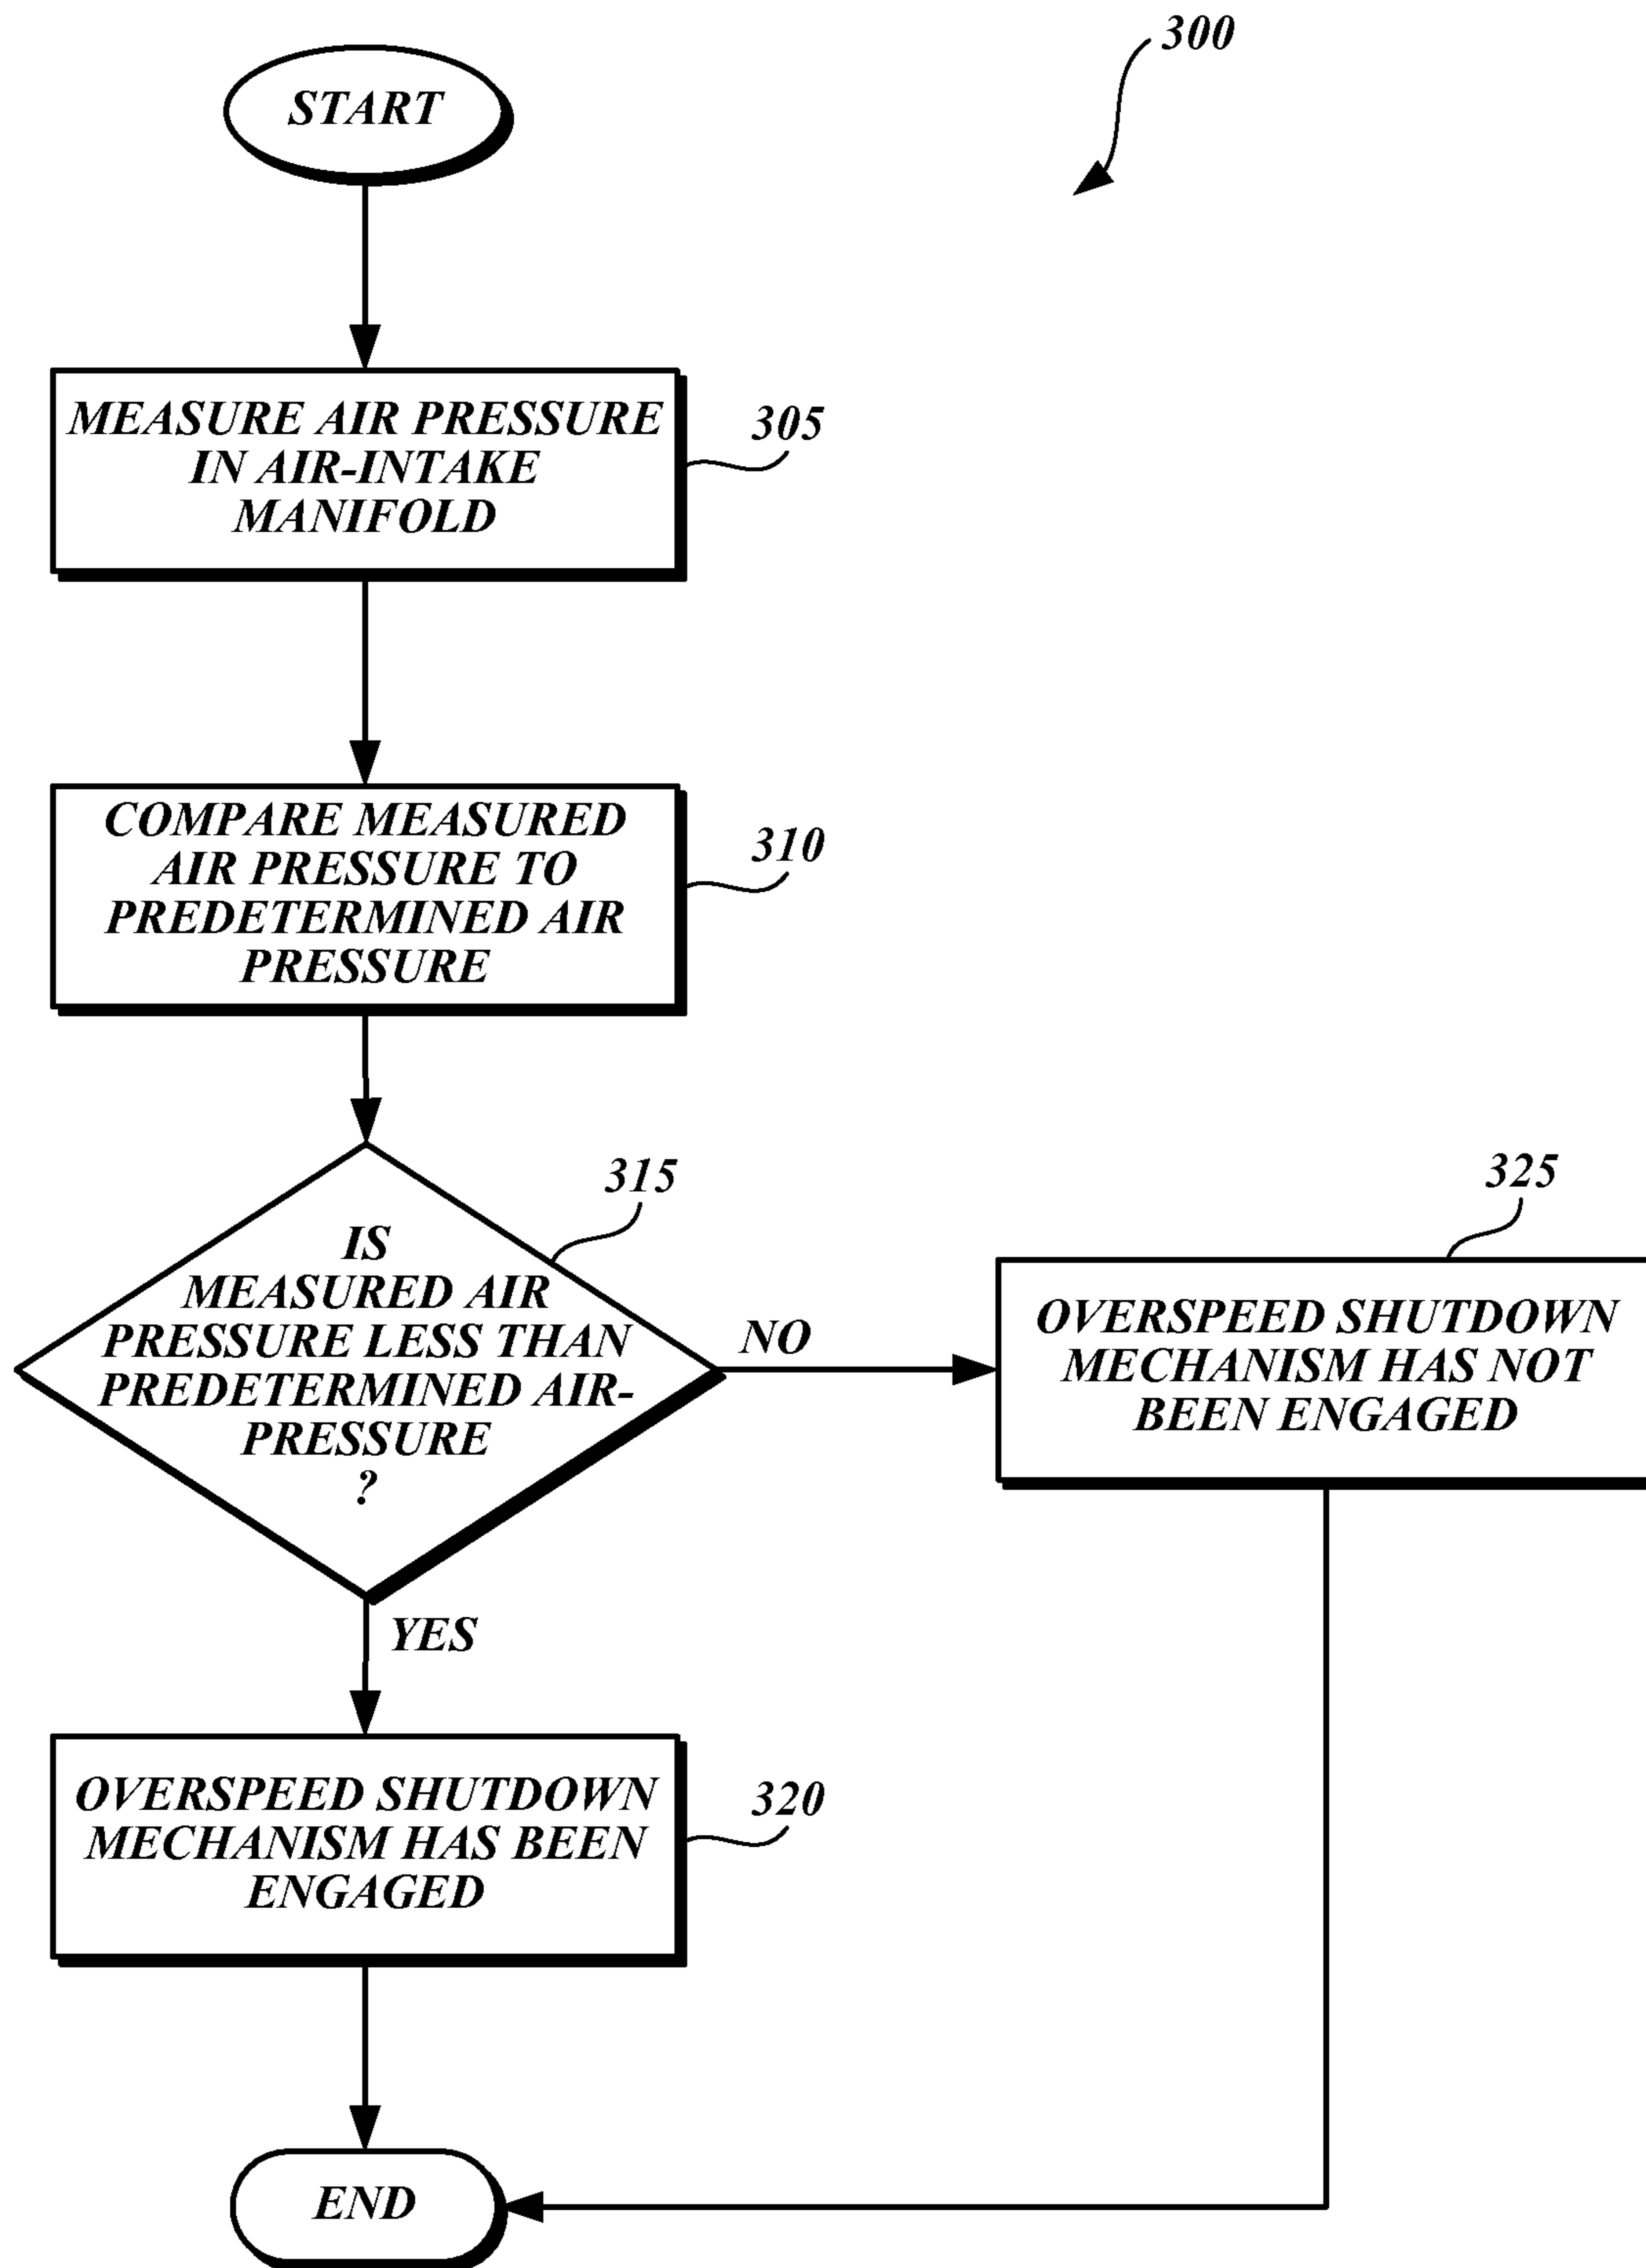 300
START
MEASURE AIR PRESSURE
IN AIR-INTAKE
MANIFOLD
305
COMPARE MEASURED
AIR PRESSURE TO
PREDETERMINED AIR
PRESSURE
310
IS
MEASURED AIR
PRESSURE LESS THAN
PREDETERMINED AIR-
PRESSURE
?
315
NO
325
OVERSPEED SHUTDOWN
MECHANISM HAS NOT
BEEN ENGAGED
YES
OVERSPEED SHUTDOWN
MECHANISM HAS BEEN
ENGAGED
320
END